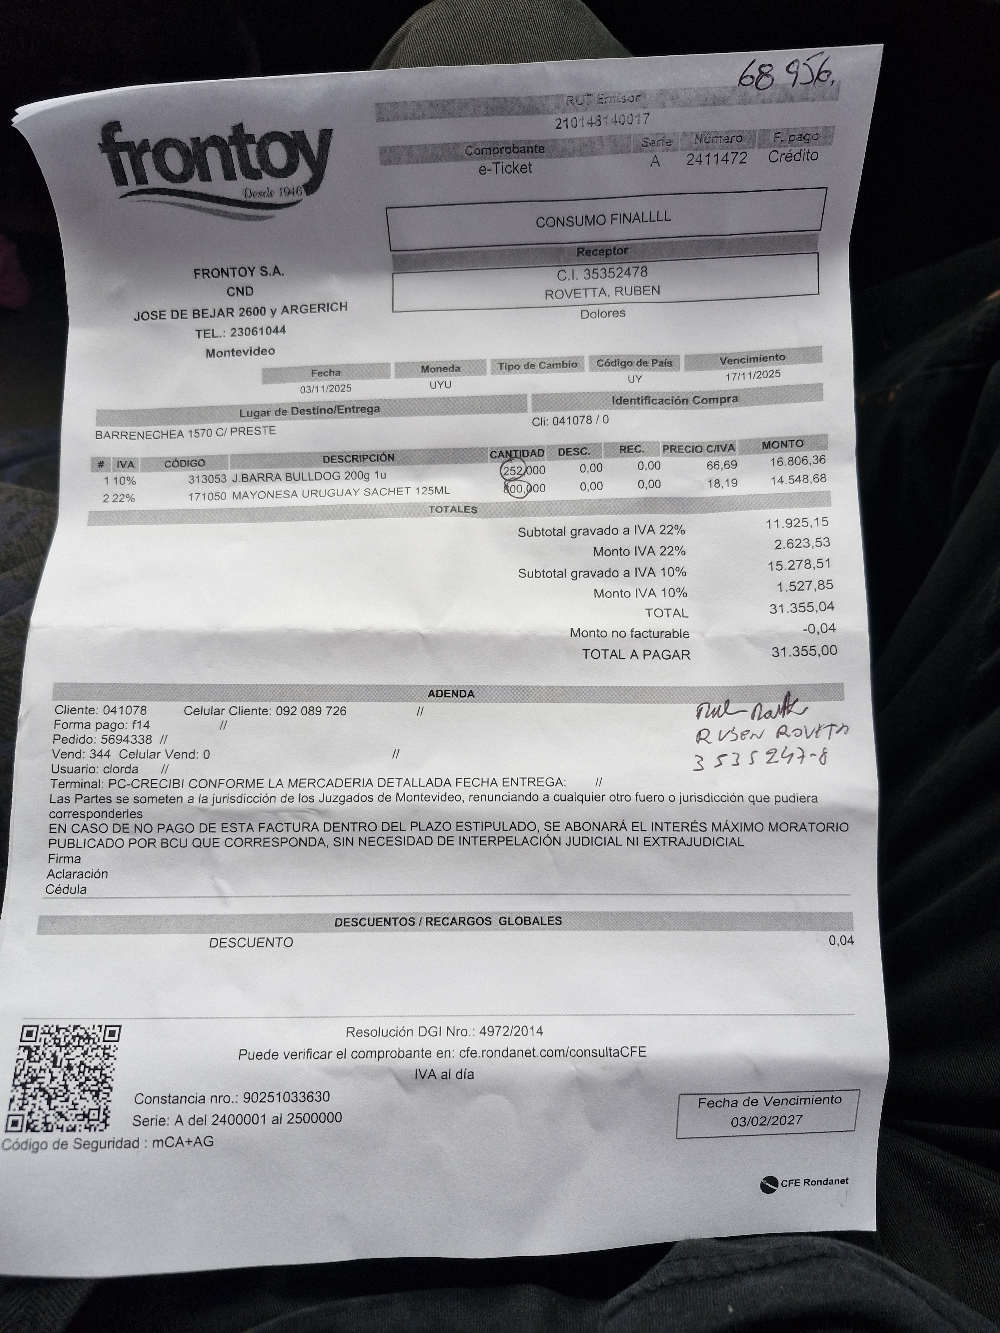 68 956.
frontoy
Desde 1946
RUT Emisor
210148140017
Comprobante Serie Número F. pago
e-Ticket A 2411472 Crédito
CONSUMO FINALLLL
Receptor
C.I. 35352478
ROVETTA, RUBEN
Dolores
FRONTOY S.A.
CND
JOSE DE BEJAR 2600 y ARGERICH
TEL.: 23061044
Montevideo
Fecha Moneda Tipo de Cambio Código de País Vencimiento
03/11/2025 UYU UY 17/11/2025
Lugar de Destino/Entrega Identificación Compra
BARRENECHEA 1570 C/ PRESTE Cli: 041078 / 0
# IVA CÓDIGO DESCRIPCIÓN CANTIDAD DESC. REC. PRECIO C/IVA MONTO
1 10% 313053 J.BARRA BULLDOG 200g 1u 252,000 0,00 0,00 66,69 16.806,36
2 22% 171050 MAYONESA URUGUAY SACHET 125ML 800,000 0,00 0,00 18,19 14.548,68
TOTALES
Subtotal gravado a IVA 22% 11.925,15
Monto IVA 22% 2.623,53
Subtotal gravado a IVA 10% 15.278,51
Monto IVA 10% 1.527,85
TOTAL 31.355,04
Monto no facturable -0,04
TOTAL A PAGAR 31.355,00
ADENDA
Cliente: 041078 Celular Cliente: 092 089 726 //
Forma pago: f14 //
Pedido: 5694338 //
Vend: 344 Celular Vend: 0 //
Usuario: clorda //
RUBEN ROVETA
3535247-8
Terminal: PC-CRECIBI CONFORME LA MERCADERIA DETALLADA FECHA ENTREGA: //
Las Partes se someten a la jurisdicción de los Juzgados de Montevideo, renunciando a cualquier otro fuero o jurisdicción que pudiera
corresponderles
EN CASO DE NO PAGO DE ESTA FACTURA DENTRO DEL PLAZO ESTIPULADO, SE ABONARÁ EL INTERÉS MÁXIMO MORATORIO
PUBLICADO POR BCU QUE CORRESPONDA, SIN NECESIDAD DE INTERPELACIÓN JUDICIAL NI EXTRAJUDICIAL
Firma
Aclaración
Cédula
DESCUENTOS / RECARGOS GLOBALES
DESCUENTO 0,04
Resolución DGI Nro.: 4972/2014
Puede verificar el comprobante en: cfe.rondanet.com/consultaCFE
IVA al día
Constancia nro.: 90251033630
Serie: A del 2400001 al 2500000
Código de Seguridad : mCA+AG
Fecha de Vencimiento
03/02/2027
CFE Rondanet